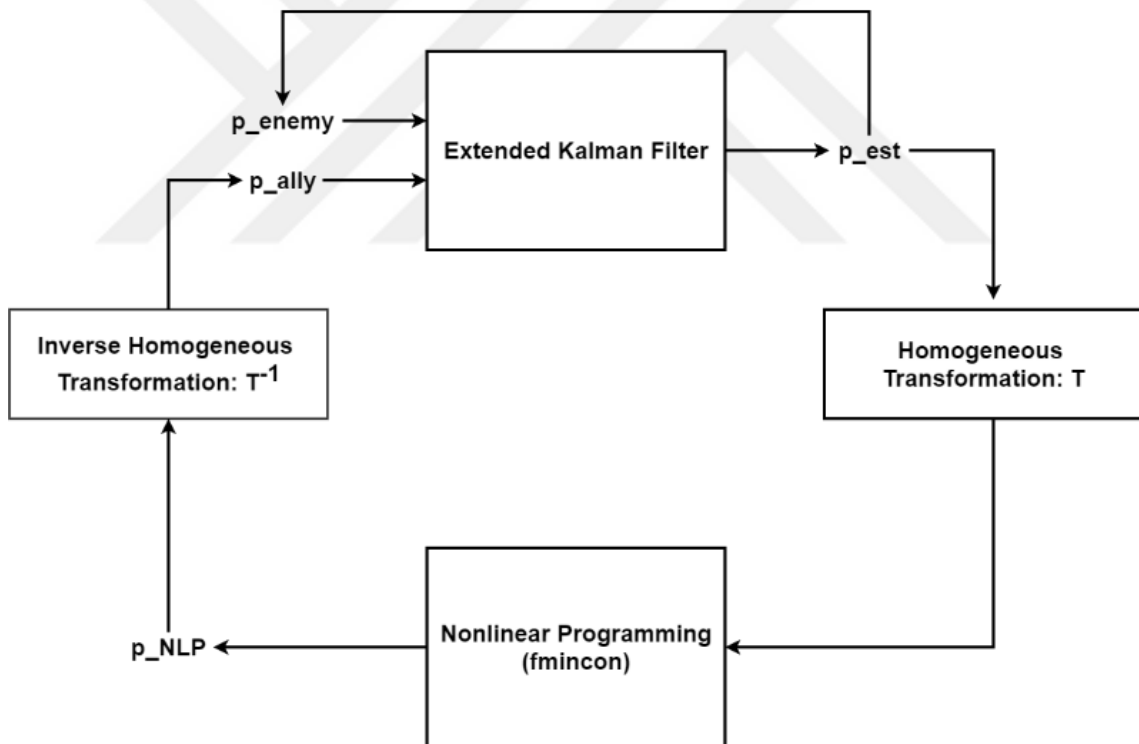 p_enemy
Extended Kalman Filter
p_est
p_ally
Inverse Homogeneous
Transformation: T-1
Homogeneous
Transformation: T
p_NLP
Nonlinear Programming
(fmincon)